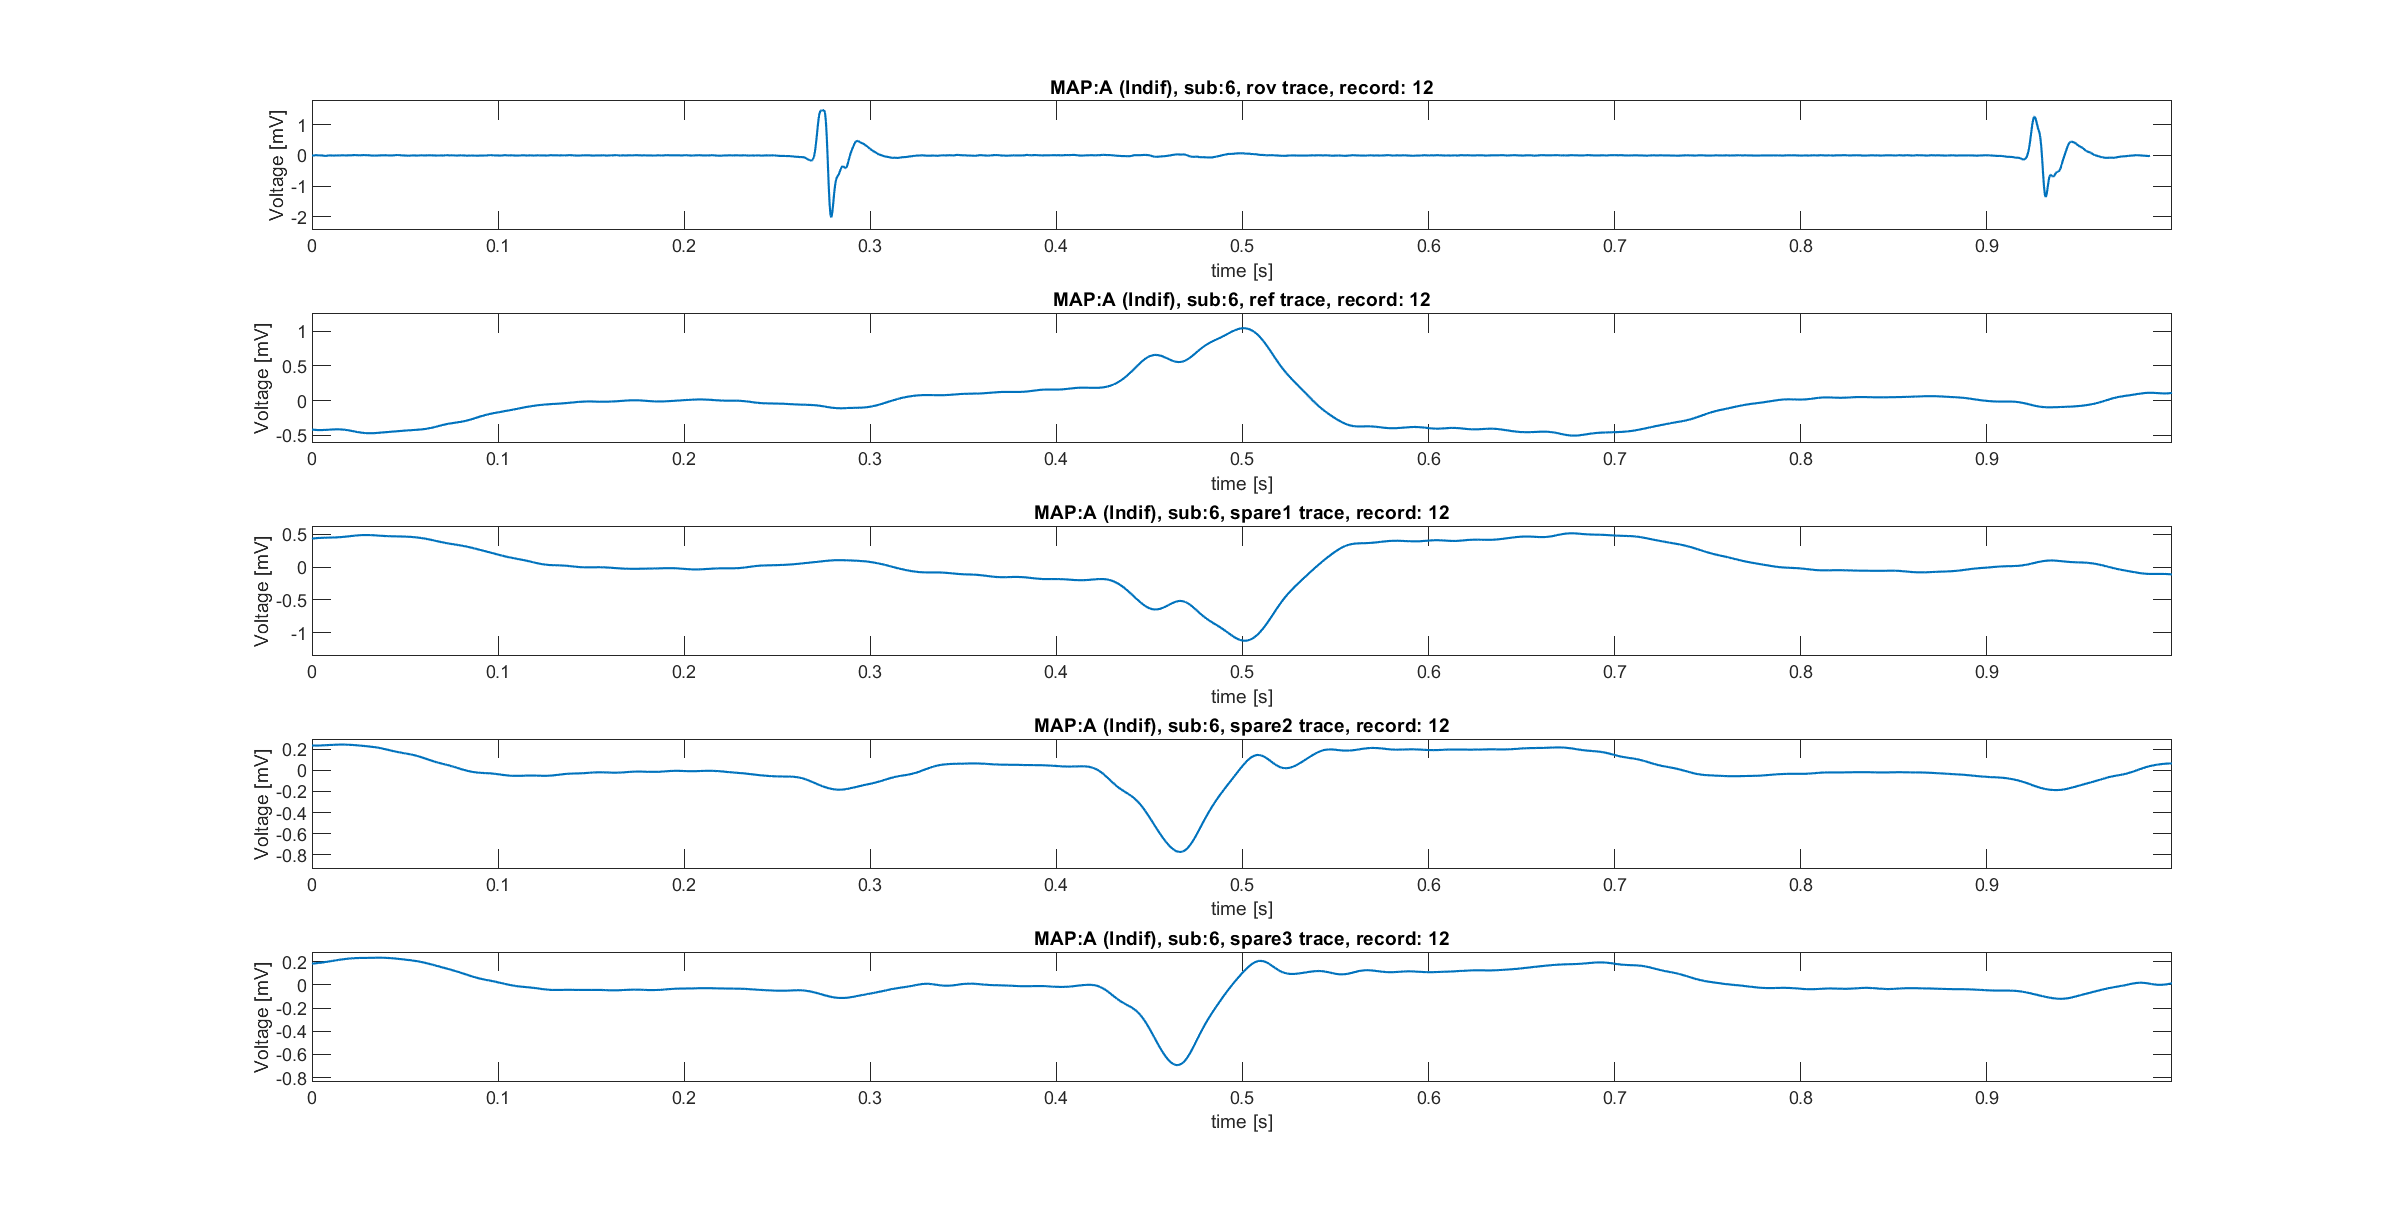 MAP:A (Indif), sub:6, rov trace, record: 12
Voltage [mV]
1
0
-1
-2
0 0.1 0.2 0.3 0.4 0.5 0.6 0.7 0.8 0.9
time [s]
MAP:A (Indif), sub:6, ref trace, record: 12
Voltage [mV]
1
0.5
0
-0.5
0 0.1 0.2 0.3 0.4 0.5 0.6 0.7 0.8 0.9
time [s]
MAP:A (Indif), sub:6, spare1 trace, record: 12
Voltage [mV]
0.5
0
-0.5
-1
0 0.1 0.2 0.3 0.4 0.5 0.6 0.7 0.8 0.9
time [s]
MAP:A (Indif), sub:6, spare2 trace, record: 12
Voltage [mV]
0.2
0
-0.2
-0.4
-0.6
-0.8
0 0.1 0.2 0.3 0.4 0.5 0.6 0.7 0.8 0.9
time [s]
MAP:A (Indif), sub:6, spare3 trace, record: 12
Voltage [mV]
0.2
0
-0.2
-0.4
-0.6
-0.8
0 0.1 0.2 0.3 0.4 0.5 0.6 0.7 0.8 0.9
time [s]